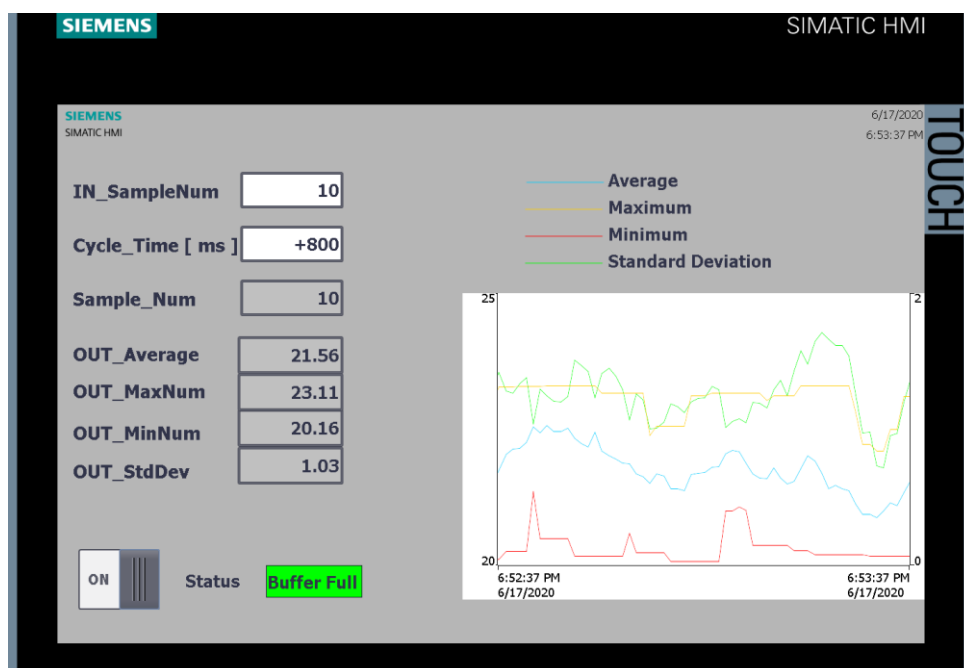 SIEMENS
SIMATIC HMI
TOUCH
SIEMENS
SIMATIC HMI
6/17/2020
6:53:37 PM
IN_SampleNum 10
Cycle_Time [ ms ] +800
Sample_Num 10
OUT_Average 21.56
OUT_MaxNum 23.11
OUT_MinNum 20.16
OUT_StdDev 1.03
ON
Status
Buffer Full
Average
Maximum
Minimum
Standard Deviation
25
2
20
0
6:52:37 PM
6/17/2020
6:53:37 PM
6/17/2020